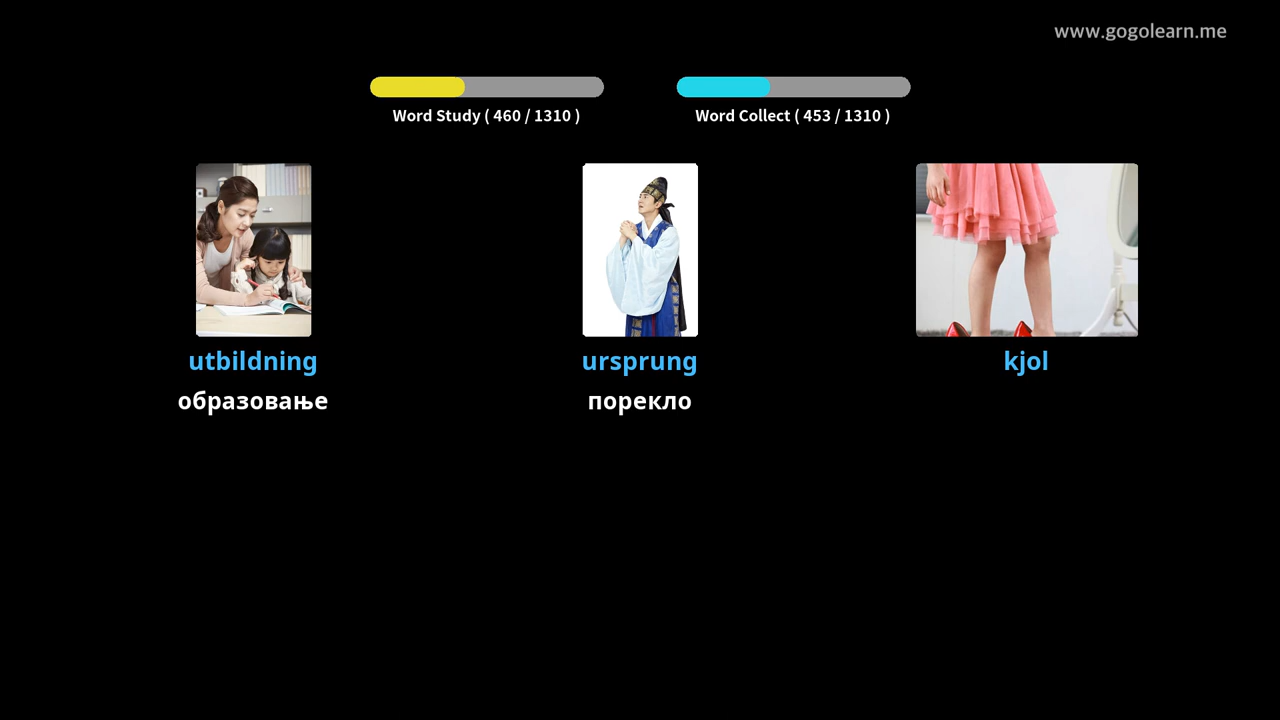 www.gogolearn.me
Word Study ( 460 / 1310 )
Word Collect ( 453 / 1310 )
utbildning
ursprung
kjol
образовање
порекло